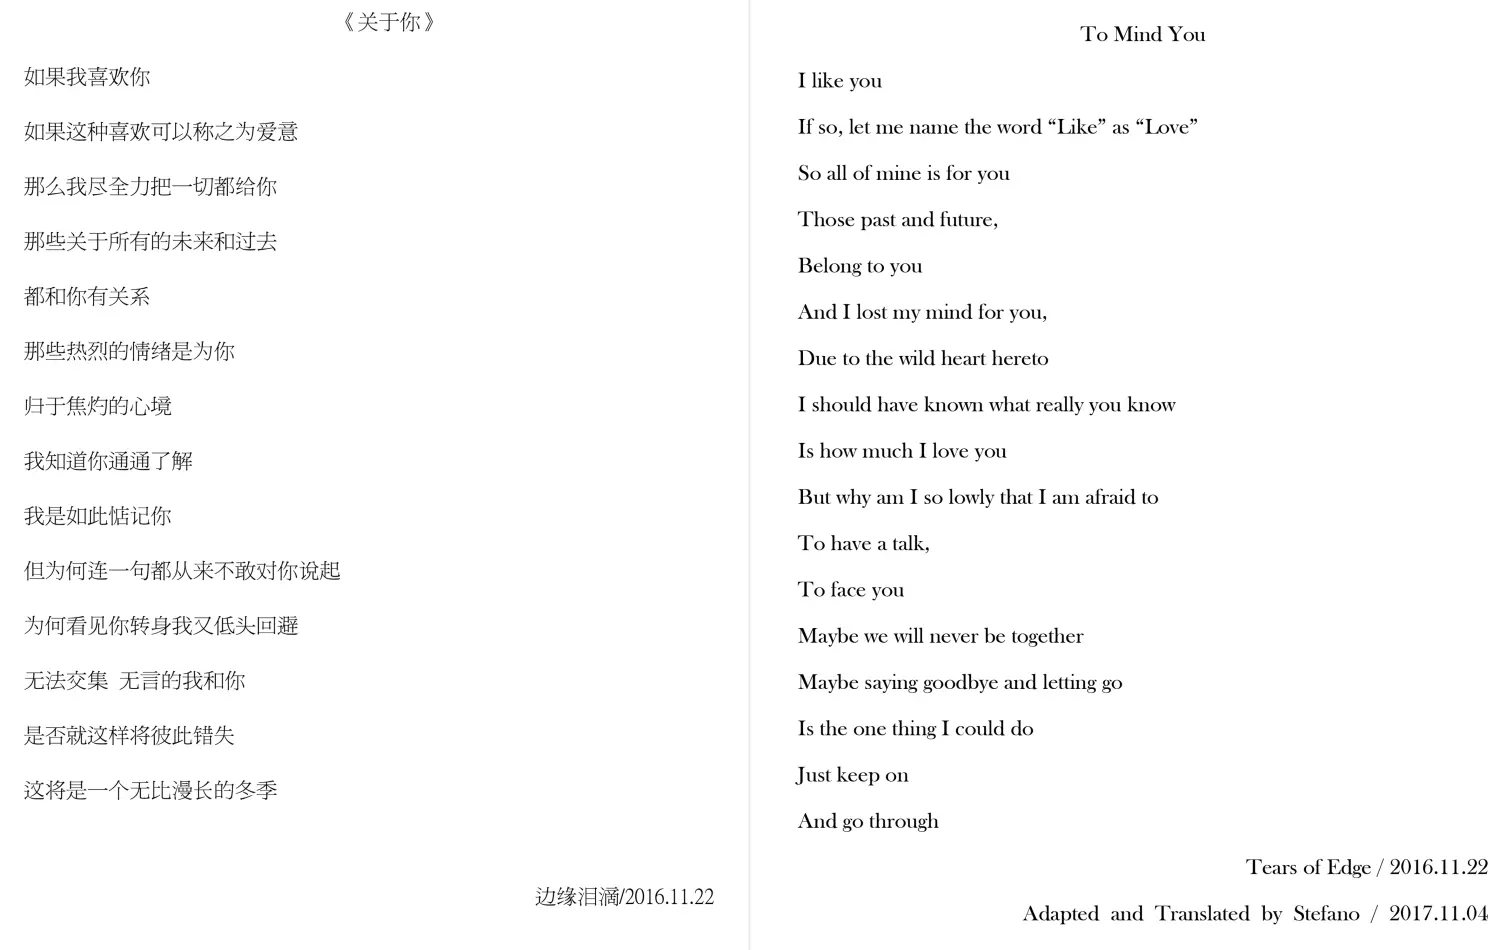 《关于你》
如果我喜欢你
如果这种喜欢可以称之为爱意
那么我尽全力把一切都给你
那些关于所有的未来和过去
都和你有关系
那些热烈的情绪是为你
归于焦灼的心境
我知道你通通了解
我是如此惦记你
但为何连一句都从来不敢对你说起
为何看见你转身我又低头回避
无法交集 无言的我和你
是否就这样将彼此错失
这将是一个无比漫长的冬季
边缘泪滴/2016.11.22
To Mind You
I like you
If so, let me name the word “Like” as “Love”
So all of mine is for you
Those past and future,
Belong to you
And I lost my mind for you,
Due to the wild heart hereto
I should have known what really you know
Is how much I love you
But why am I so lowly that I am afraid to
To have a talk,
To face you
Maybe we will never be together
Maybe saying goodbye and letting go
Is the one thing I could do
Just keep on
And go through
Tears of Edge / 2016.11.22
Adapted and Translated by Stefano / 2017.11.04